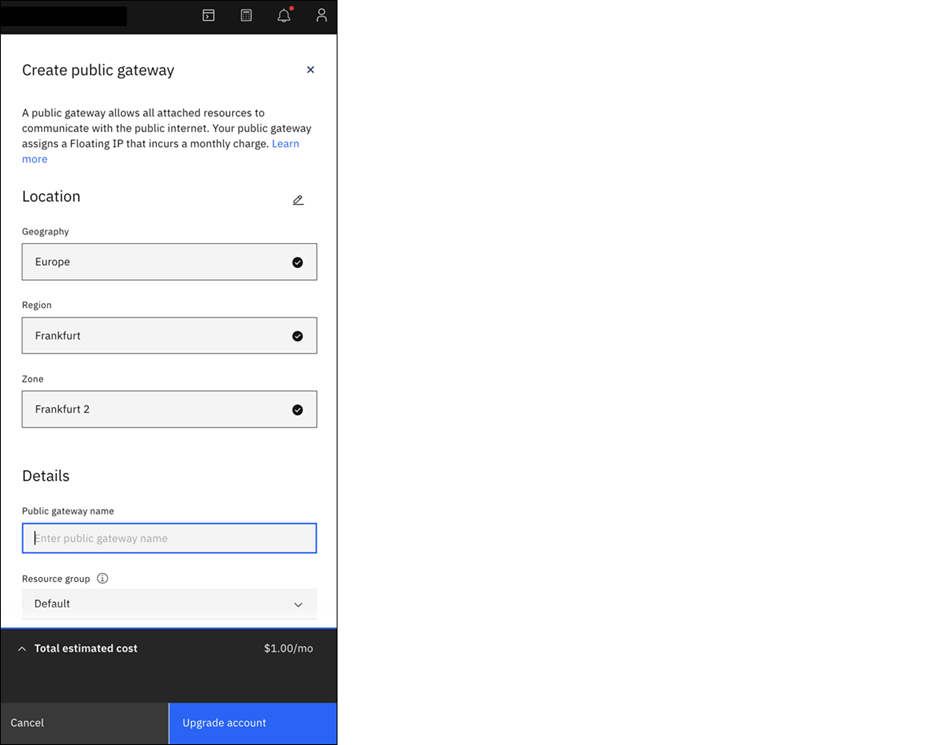 Create public gateway
A public gateway allows all attached resources to
communicate with the public internet. Your public gateway
assigns a Floating IP that incurs a monthly charge. Learn
more
Location
Geography
Europe
Region
Frankfurt
Zone
Frankfurt 2
Details
Public gateway name
Enter public gateway name
Resource group
Default
Total estimated cost $1.00/mo
Cancel Upgrade account